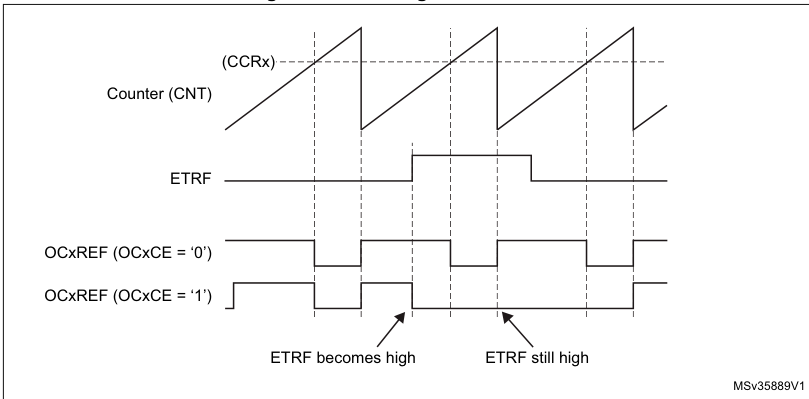 (CCRx)
Counter (CNT)
ETRF
OCxREF (OCxCE = ‘0’)
OCxREF (OCxCE = ‘1’)
ETRF becomes high
ETRF still high
MSv35889V1